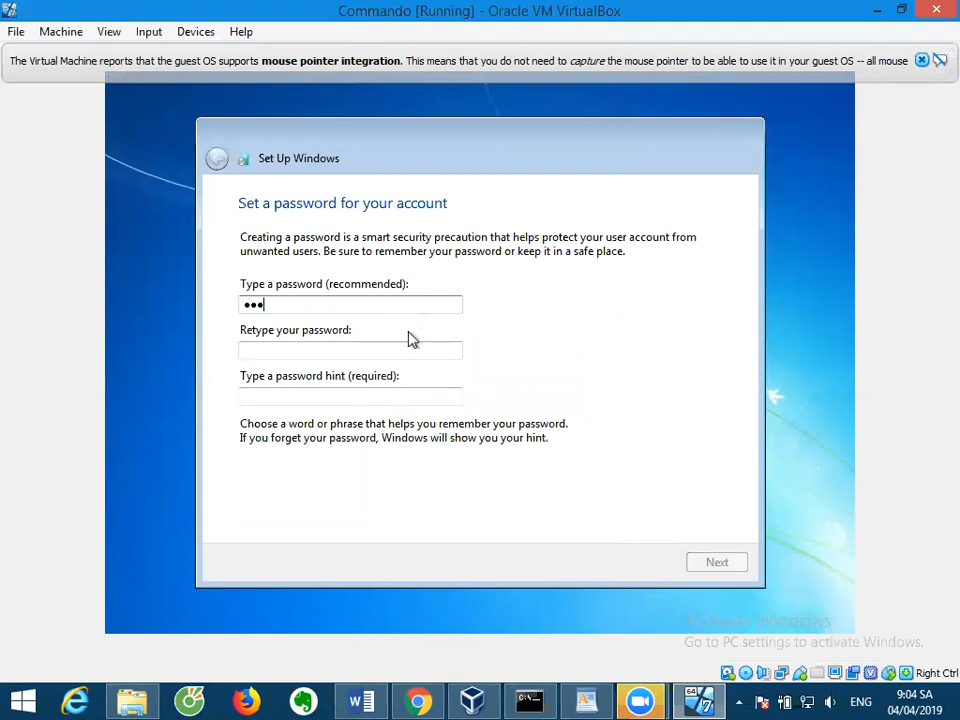 Commando [Running] - Oracle VM VirtualBox
File Machine View Input Devices Help
The Virtual Machine reports that the guest OS supports mouse pointer integration. This means that you do not need to capture the mouse pointer to be able to use it in your guest OS -- all mouse
Set Up Windows
Set a password for your account
Creating a password is a smart security precaution that helps protect your user account from
unwanted users. Be sure to remember your password or keep it in a safe place.
Type a password (recommended):
●●●
Retype your password:
Type a password hint (required):
Choose a word or phrase that helps you remember your password.
If you forget your password, Windows will show you your hint.
Next
Activate Windows
Go to PC settings to activate Windows.
Right Ctrl
64
7
ENG
9:04 SA
04/04/2019